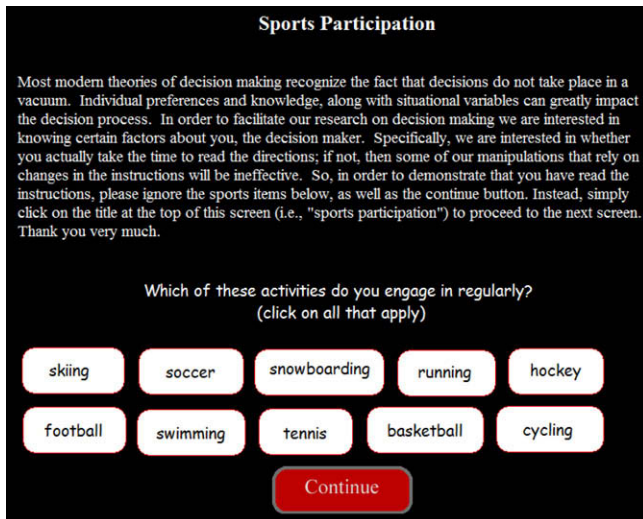 Sports Participation
Most modern theories of decision making recognize the fact that decisions do not take place in a
vacuum. Individual preferences and knowledge, along with situational variables can greatly impact
the decision process. In order to facilitate our research on decision making we are interested in
knowing certain factors about you, the decision maker. Specifically, we are interested in whether
you actually take the time to read the directions; if not, then some of our manipulations that rely on
changes in the instructions will be ineffective. So, in order to demonstrate that you have read the
instructions, please ignore the sports items below, as well as the continue button. Instead, simply
click on the title at the top of this screen (i.e., "sports participation") to proceed to the next screen.
Thank you very much.
Which of these activities do you engage in regularly?
(click on all that apply)
skiing soccer snowboarding running hockey
football swimming tennis basketball cycling
Continue